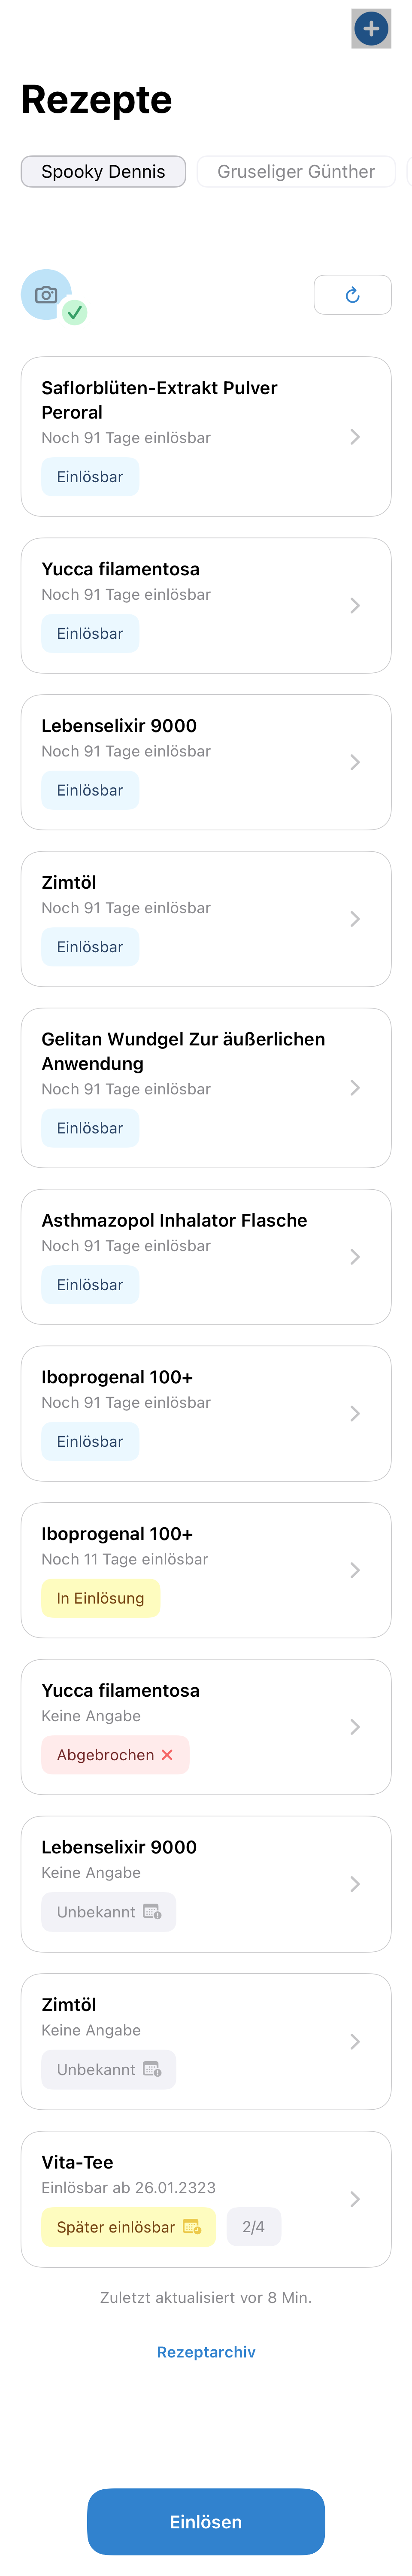 Rezepte
Spooky Dennis
Gruseliger Günther
Saflorblüten-Extrakt Pulver
Peroral
Noch 91 Tage einlösbar
Einlösbar
Yucca filamentosa
Noch 91 Tage einlösbar
Einlösbar
Lebenselixir 9000
Noch 91 Tage einlösbar
Einlösbar
Zimtöl
Noch 91 Tage einlösbar
Einlösbar
Gelitan Wundgel Zur äußerlichen
Anwendung
Noch 91 Tage einlösbar
Einlösbar
Asthmazopol Inhalator Flasche
Noch 91 Tage einlösbar
Einlösbar
Iboprogenal 100+
Noch 91 Tage einlösbar
Einlösbar
Iboprogenal 100+
Noch 11 Tage einlösbar
In Einlösung
Yucca filamentosa
Keine Angabe
Abgebrochen
Lebenselixir 9000
Keine Angabe
Unbekannt
Zimtöl
Keine Angabe
Unbekannt
Vita-Tee
Einlösbar ab 26.01.2323
Später einlösbar 2/4
Zuletzt aktualisiert vor 8 Min.
Rezeptarchiv
Einlösen